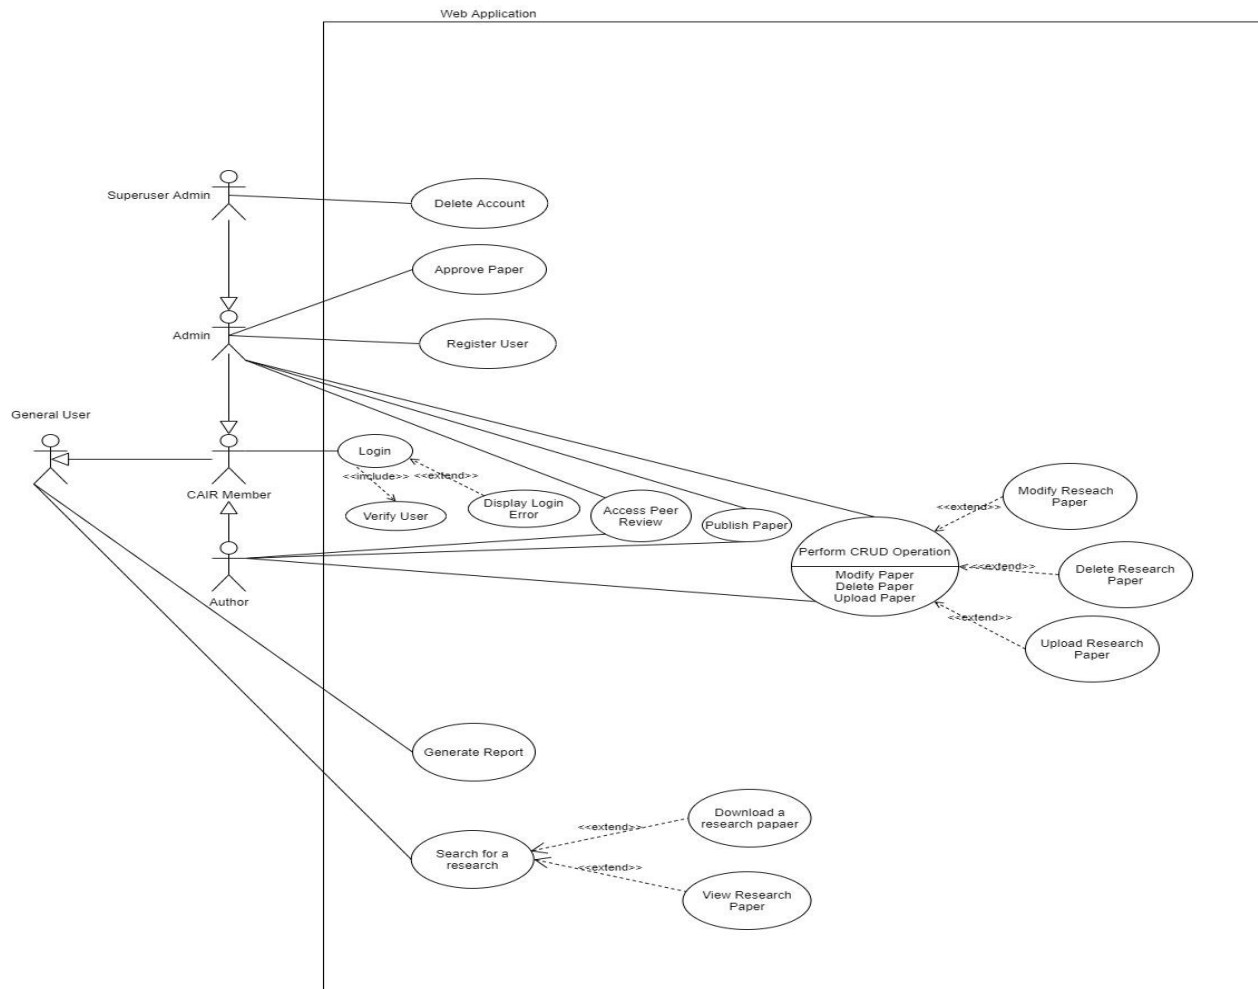 Web Application
Superuser Admin
Delete Account
Approve Paper
Admin
Register User
General User
Login
<<include>>
<<extend>>
CAIR Member
Verify User
Display Login
Error
Access Peer
Review
Publish Paper
Perform CRUD Operation
Modify Paper
Delete Paper
Upload Paper
Modify Reseach
Paper
<<extend>>
Delete Research
Paper
<<extend>>
Upload Research
Paper
<<extend>>
Author
Generate Report
Search for a
research
Download a
research papaer
<<extend>>
View Research
Paper
<<extend>>